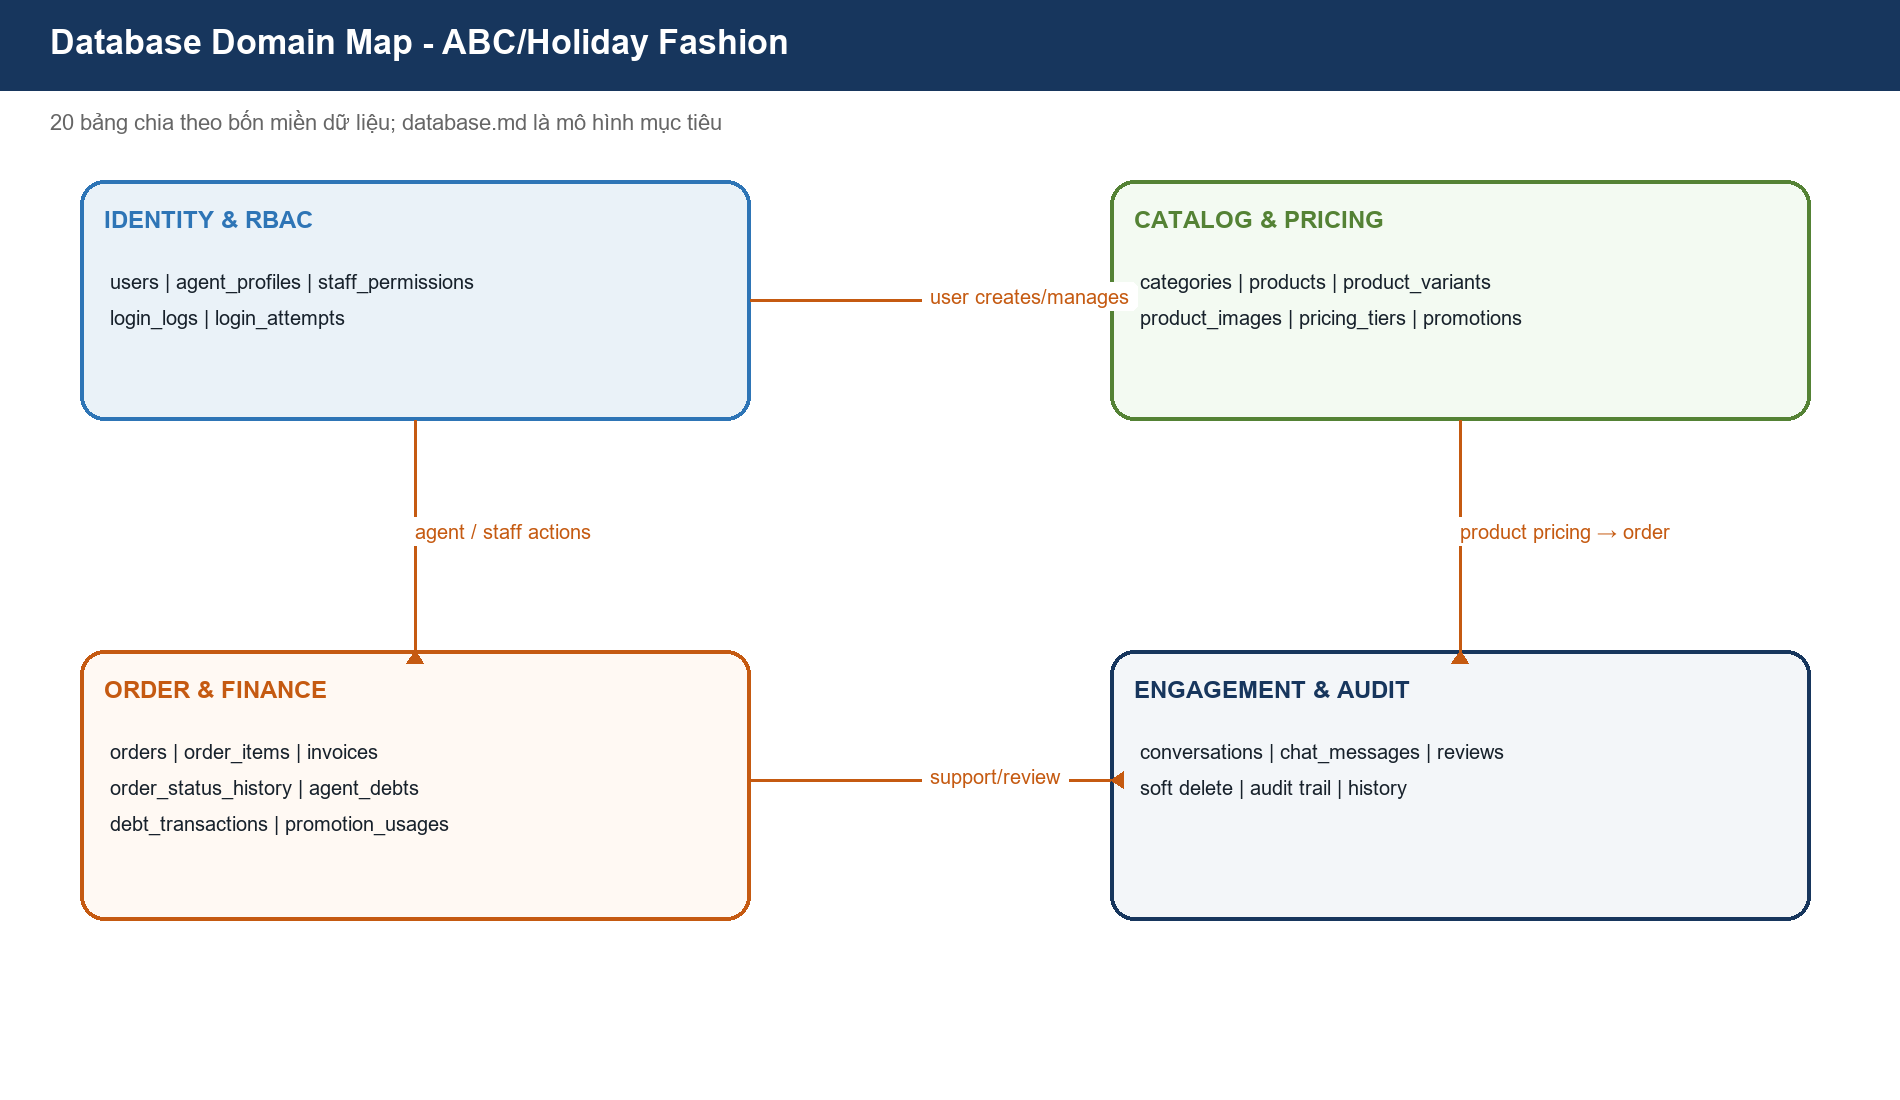 Database Domain Map - ABC/Holiday Fashion
20 bảng chia theo bốn miền dữ liệu; database.md là mô hình mục tiêu
IDENTITY & RBAC
users | agent_profiles | staff_permissions
login_logs | login_attempts
user creates/manages
CATALOG & PRICING
categories | products | product_variants
product_images | pricing_tiers | promotions
agent / staff actions
product pricing → order
ORDER & FINANCE
orders | order_items | invoices
order_status_history | agent_debts
debt_transactions | promotion_usages
support/review
ENGAGEMENT & AUDIT
conversations | chat_messages | reviews
soft delete | audit trail | history